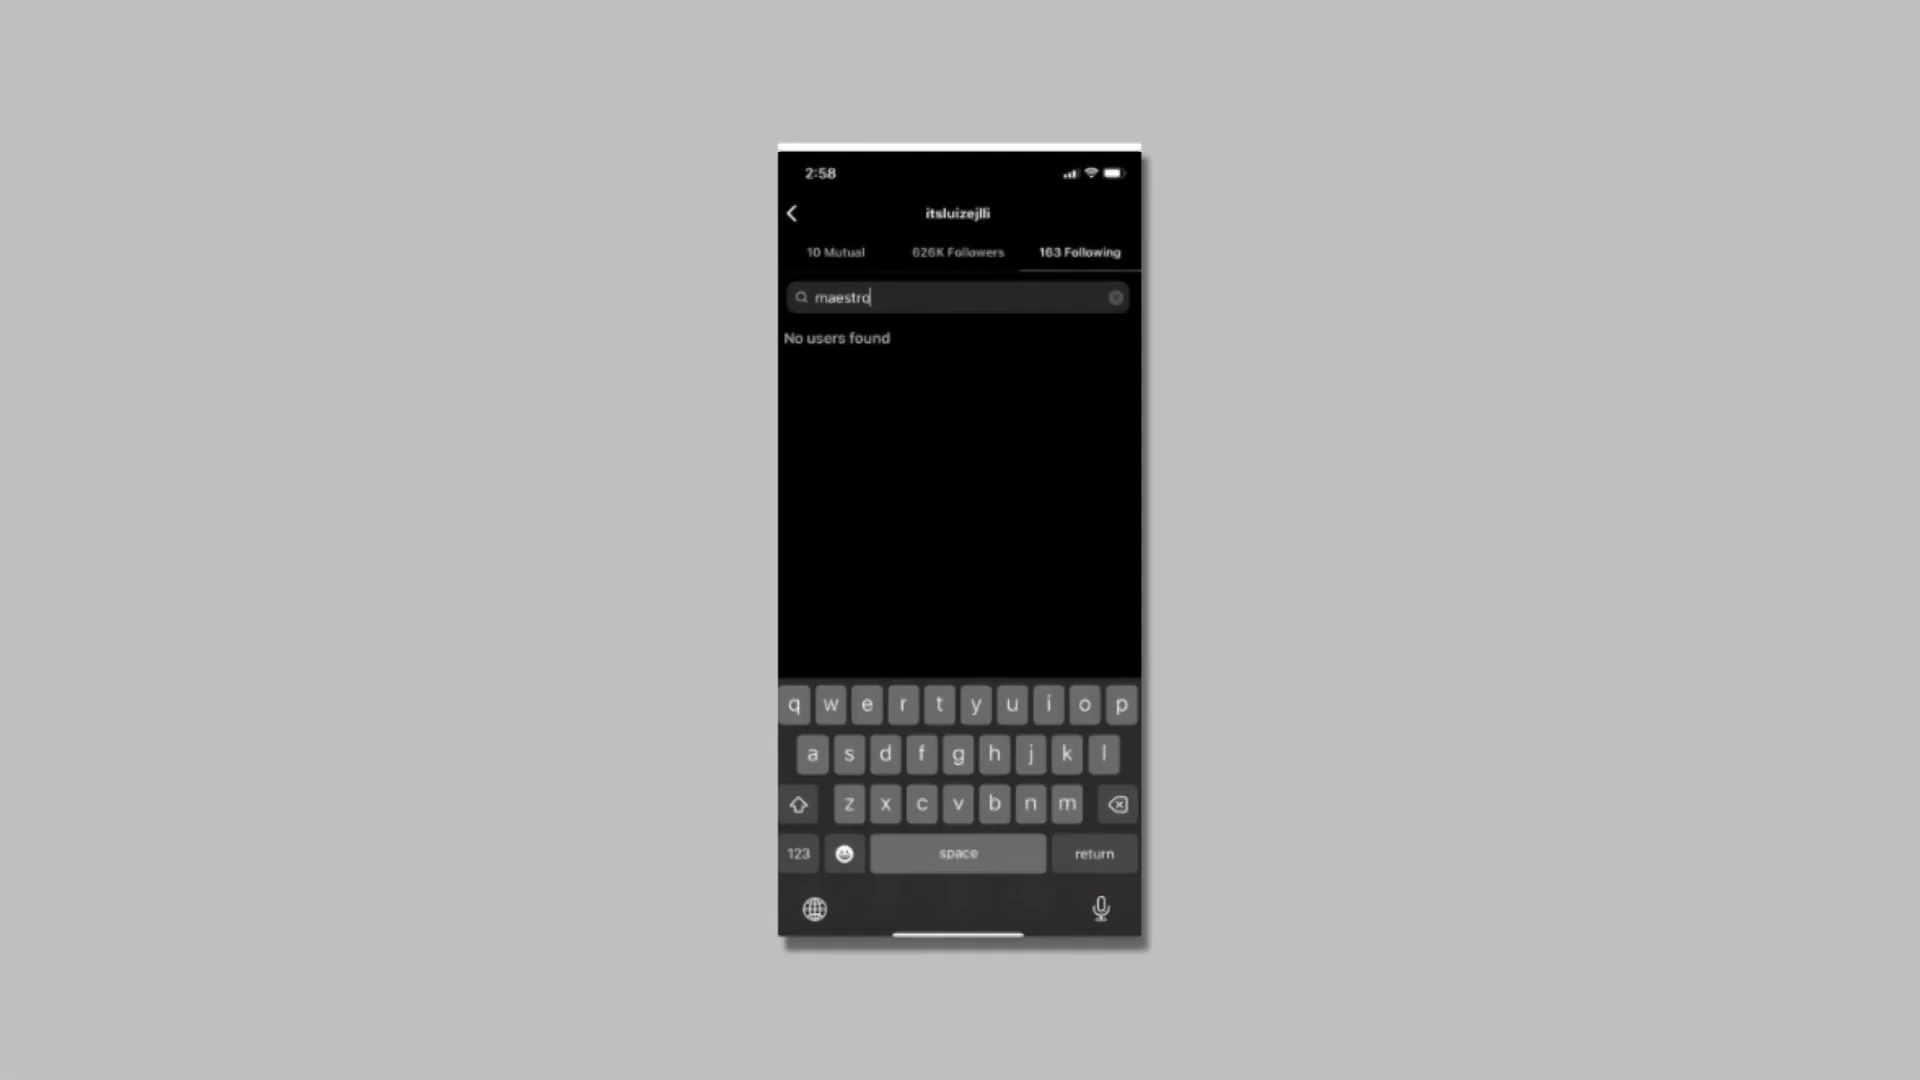 2:58
itsluizejlli
10 Mutual 626K Followers 163 Following
maestro
No users found
q w e r t y u i o p
a s d f g h j k l
z x c v b n m
123 space return